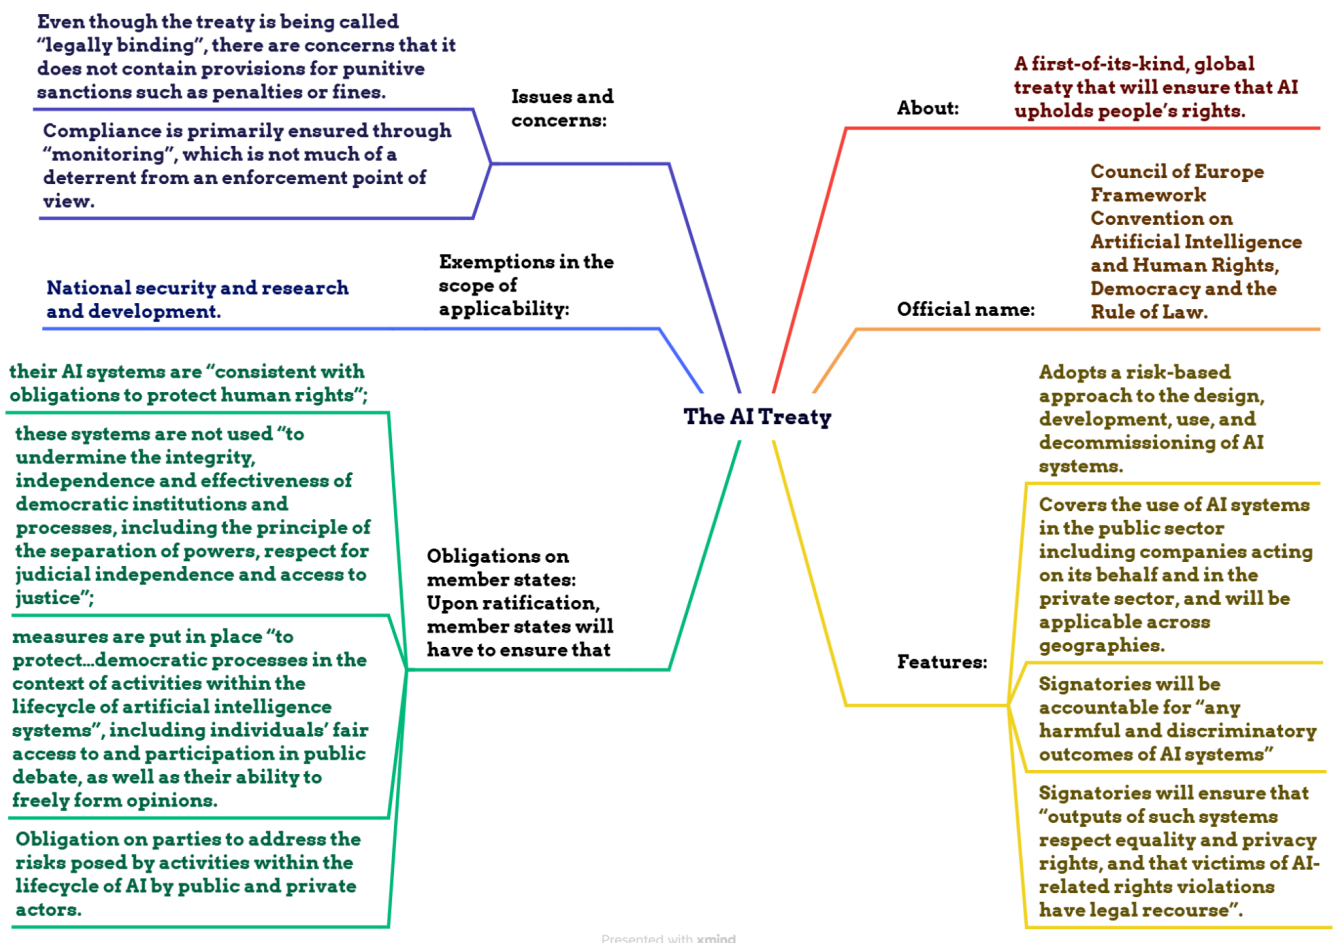 The AI Treaty
About:
A first-of-its-kind, global
treaty that will ensure that AI
upholds people’s rights.
Official name:
Council of Europe
Framework
Convention on
Artificial Intelligence
and Human Rights,
Democracy and the
Rule of Law.
Features:
Adopts a risk-based
approach to the design,
development, use, and
decommissioning of AI
systems.
Covers the use of AI systems
in the public sector
including companies acting
on its behalf and in the
private sector, and will be
applicable across
geographies.
Signatories will be
accountable for “any
harmful and discriminatory
outcomes of AI systems”
Signatories will ensure that
“outputs of such systems
respect equality and privacy
rights, and that victims of AI-
related rights violations
have legal recourse”.
Obligations on
member states:
Upon ratification,
member states will
have to ensure that
their AI systems are “consistent with
obligations to protect human rights”;
these systems are not used “to
undermine the integrity,
independence and effectiveness of
democratic institutions and
processes, including the principle of
the separation of powers, respect for
judicial independence and access to
justice”;
measures are put in place “to
protect…democratic processes in the
context of activities within the
lifecycle of artificial intelligence
systems”, including individuals’ fair
access to and participation in public
debate, as well as their ability to
freely form opinions.
Obligation on parties to address the
risks posed by activities within the
lifecycle of AI by public and private
actors.
Exemptions in the
scope of
applicability:
National security and research
and development.
Issues and
concerns:
Even though the treaty is being called
“legally binding”, there are concerns that it
does not contain provisions for punitive
sanctions such as penalties or fines.
Compliance is primarily ensured through
“monitoring”, which is not much of a
deterrent from an enforcement point of
view.
Presented with xmind